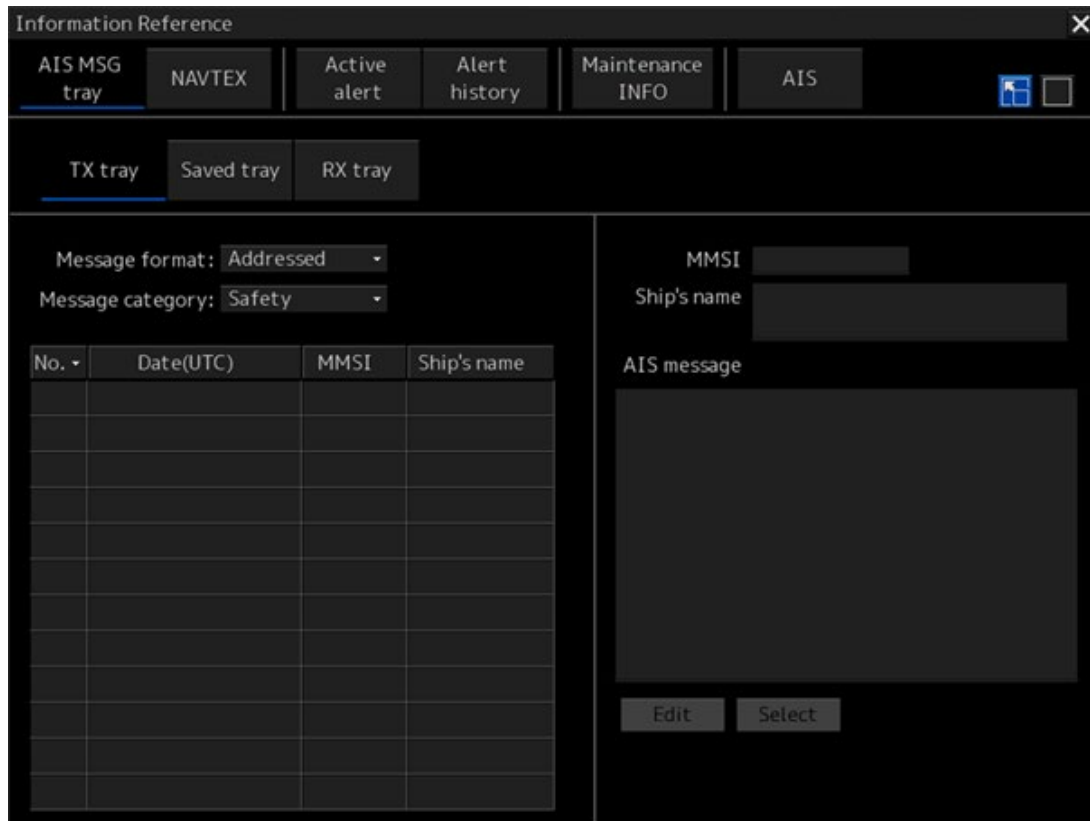 Information Reference
AIS MSG
tray
NAVTEX
Active
alert
Alert
history
Maintenance
INFO
AIS
TX tray
Saved tray
RX tray
Message format: Addressed
Message category: Safety
No. Date(UTC) MMSI Ship's name
MMSI
Ship's name
AIS message
Edit Select